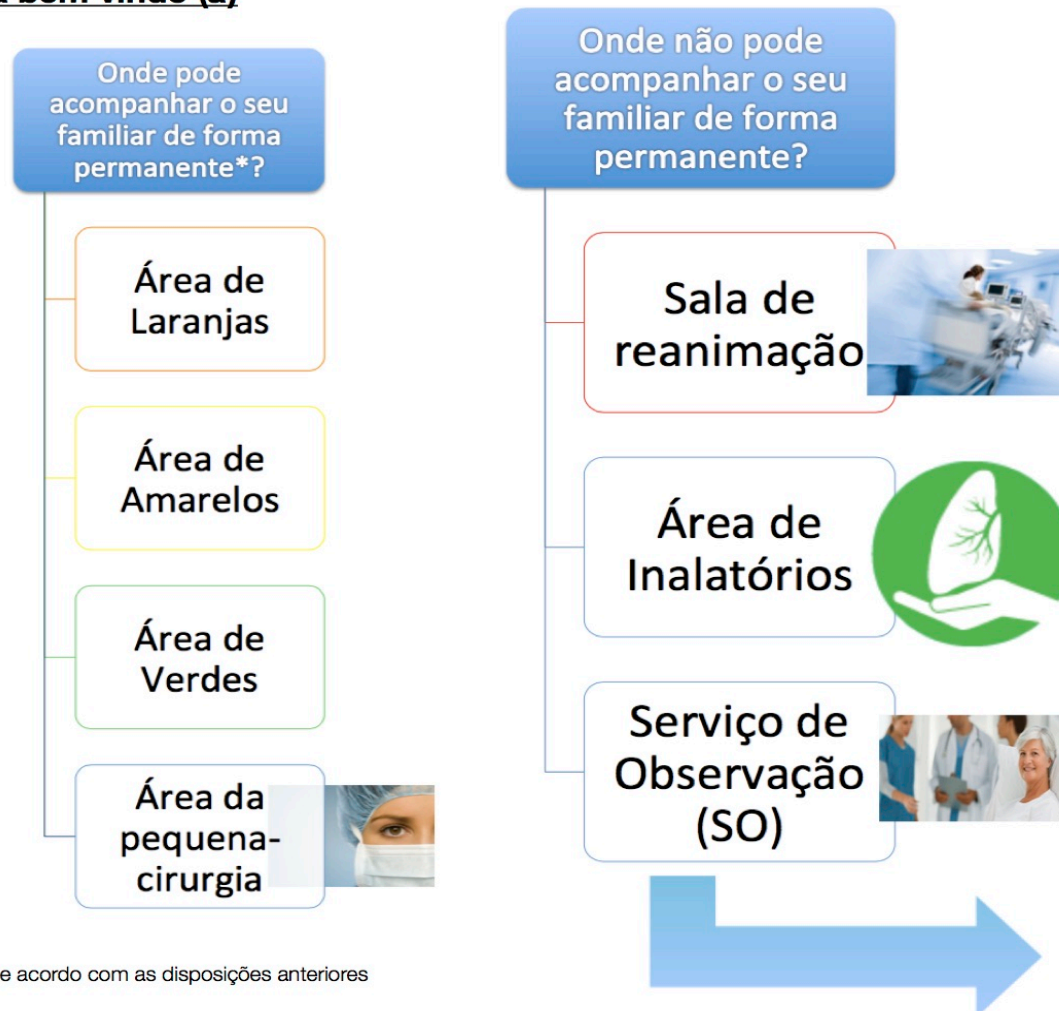 bem-vindo (a)
Onde pode
acompanhar o seu
familiar de forma
permanente*?
Área de
Laranjas
Área de
Amarelos
Área de
Verdes
Área da
pequena-
cirurgia
e acordo com as disposições anteriores
Onde não pode
acompanhar o seu
familiar de forma
permanente?
Sala de
reanimação
Área de
Inalatórios
Serviço de
Observação
(SO)